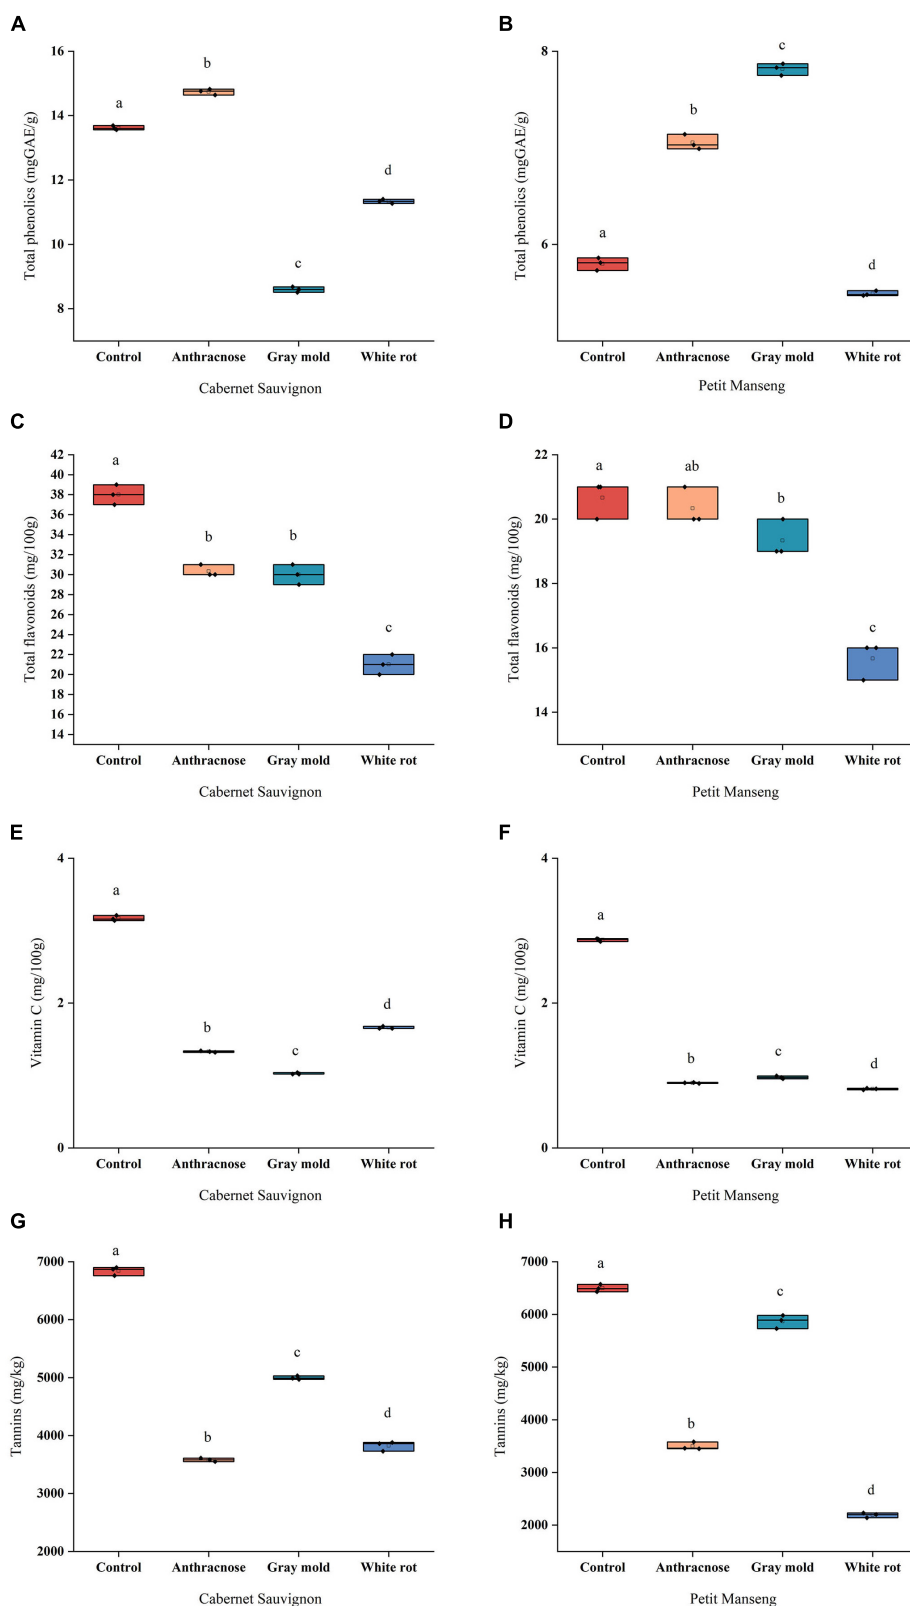 A
Total phenolics (mgGAE/g)
16
14
12
10
8
a
b
c
d
Control Anthracnose Gray mold White rot
Cabernet Sauvignon
B
Total phenolics (mgGAE/g)
8
6
a
b
c
d
Control Anthracnose Gray mold White rot
Petit Manseng
C
Total flavonoids (mg/100g)
42
40
38
36
34
32
30
28
26
24
22
20
18
16
14
a
b
b
c
Control Anthracnose Gray mold White rot
Cabernet Sauvignon
D
Total flavonoids (mg/100g)
22
20
18
16
14
a
ab
b
c
Control Anthracnose Gray mold White rot
Petit Manseng
E
Vitamin C (mg/100g)
4
2
0
a
b
c
d
Control Anthracnose Gray mold White rot
Cabernet Sauvignon
F
Vitamin C (mg/100g)
4
2
0
a
b
c
d
Control Anthracnose Gray mold White rot
Petit Manseng
G
Tannins (mg/kg)
7000
6000
5000
4000
3000
2000
a
b
c
d
Control Anthracnose Gray mold White rot
Cabernet Sauvignon
H
Tannins (mg/kg)
7000
6000
5000
4000
3000
2000
a
b
c
d
Control Anthracnose Gray mold White rot
Petit Manseng